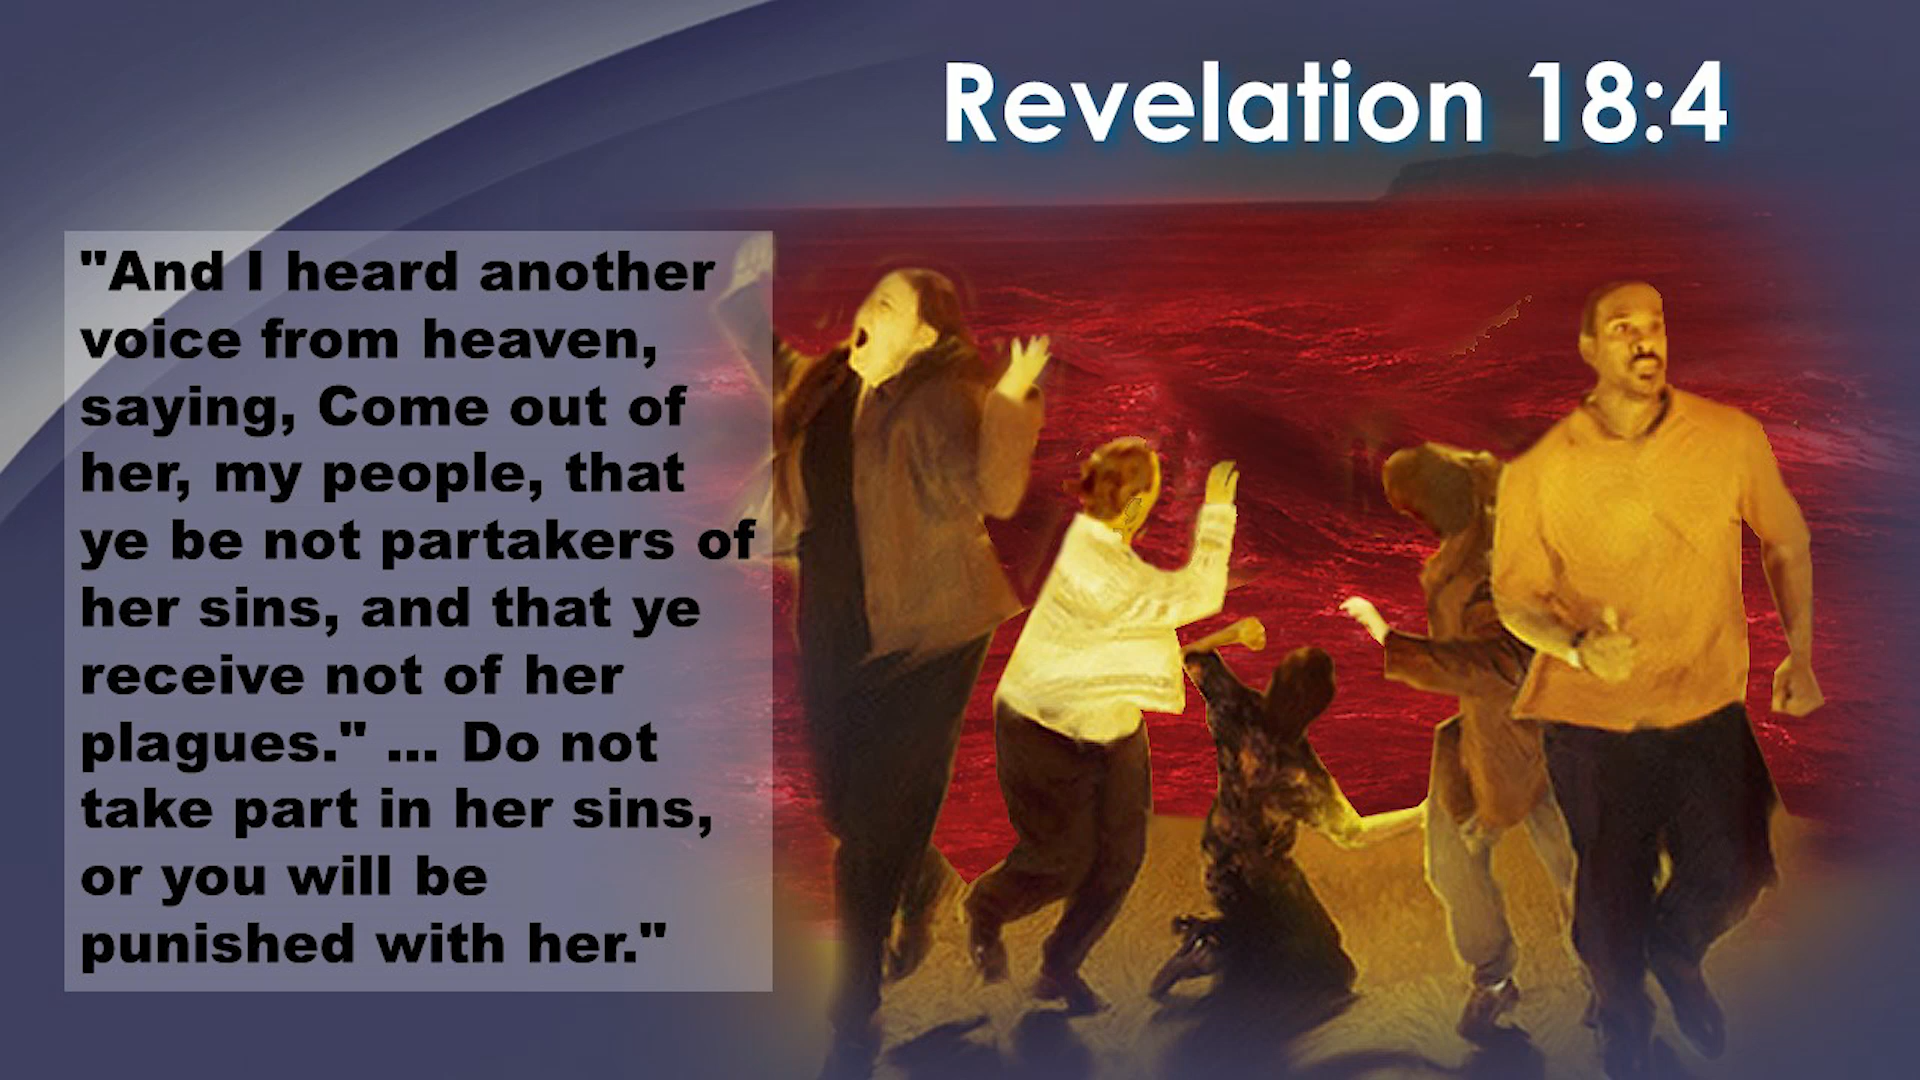 Revelation 18:4
"And I heard another
voice from heaven,
saying, Come out of
her, my people, that
ye be not partakers of
her sins, and that ye
receive not of her
plagues." ... Do not
take part in her sins,
or you will be
punished with her."